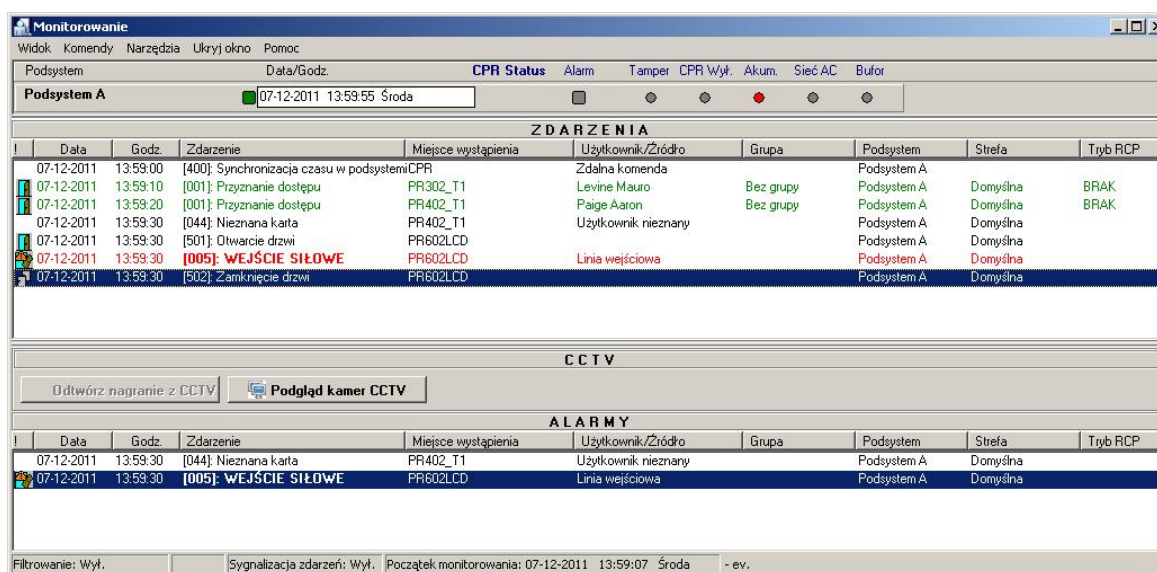 Monitorowanie
Widok Komendy Narzędzia Ukryj okno Pomoc
Podsystem Data/Godz. CPR Status Alarm Tamper CPR Wył. Akum. Sieć AC Bufor
Podsystem A 07-12-2011 13:59:55 Środa
ZDARZENIA
! Data Godz. Zdarzenie Miejsce wystąpienia Użytkownik/Źródło Grupa Podsystem Strefa Tryb RCP
07-12-2011 13:59:00 [400]: Synchronizacja czasu w podsystemi CPR Zdalna komenda Podsystem A
07-12-2011 13:59:10 [001]: Przyznanie dostępu PR302_T1 Levine Mauro Bez grupy Podsystem A Domyślna BRAK
07-12-2011 13:59:20 [001]: Przyznanie dostępu PR402_T1 Paige Aaron Bez grupy Podsystem A Domyślna BRAK
07-12-2011 13:59:30 [044]: Nieznana karta PR402_T1 Użytkownik nieznany Podsystem A Domyślna
07-12-2011 13:59:30 [501]: Otwarcie drzwi PR602LCD Podsystem A Domyślna
07-12-2011 13:59:30 [005]: WEJŚCIE SIŁOWE PR602LCD Linia wejściowa Podsystem A Domyślna
07-12-2011 13:59:30 [502]: Zamknięcie drzwi PR602LCD Podsystem A Domyślna
CCTV
Odtwórz nagranie z CCTV Podgląd kamer CCTV
ALARMY
! Data Godz. Zdarzenie Miejsce wystąpienia Użytkownik/Źródło Grupa Podsystem Strefa Tryb RCP
07-12-2011 13:59:30 [044]: Nieznana karta PR402_T1 Użytkownik nieznany Podsystem A Domyślna
07-12-2011 13:59:30 [005]: WEJŚCIE SIŁOWE PR602LCD Linia wejściowa Podsystem A Domyślna
Filtrowanie: Wył. Sygnalizacja zdarzeń: Wył. Początek monitorowania: 07-12-2011 13:59:07 Środa - ev.